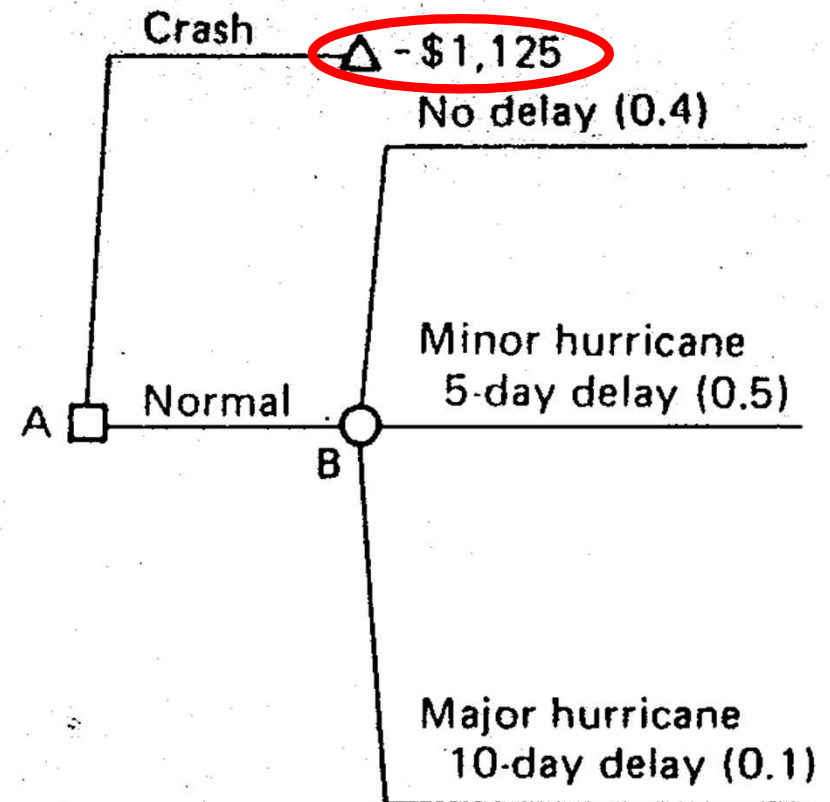 Crash
- $1,125
No delay (0.4)
Minor hurricane
5-day delay (0.5)
A
Normal
B
Major hurricane
10-day delay (0.1)